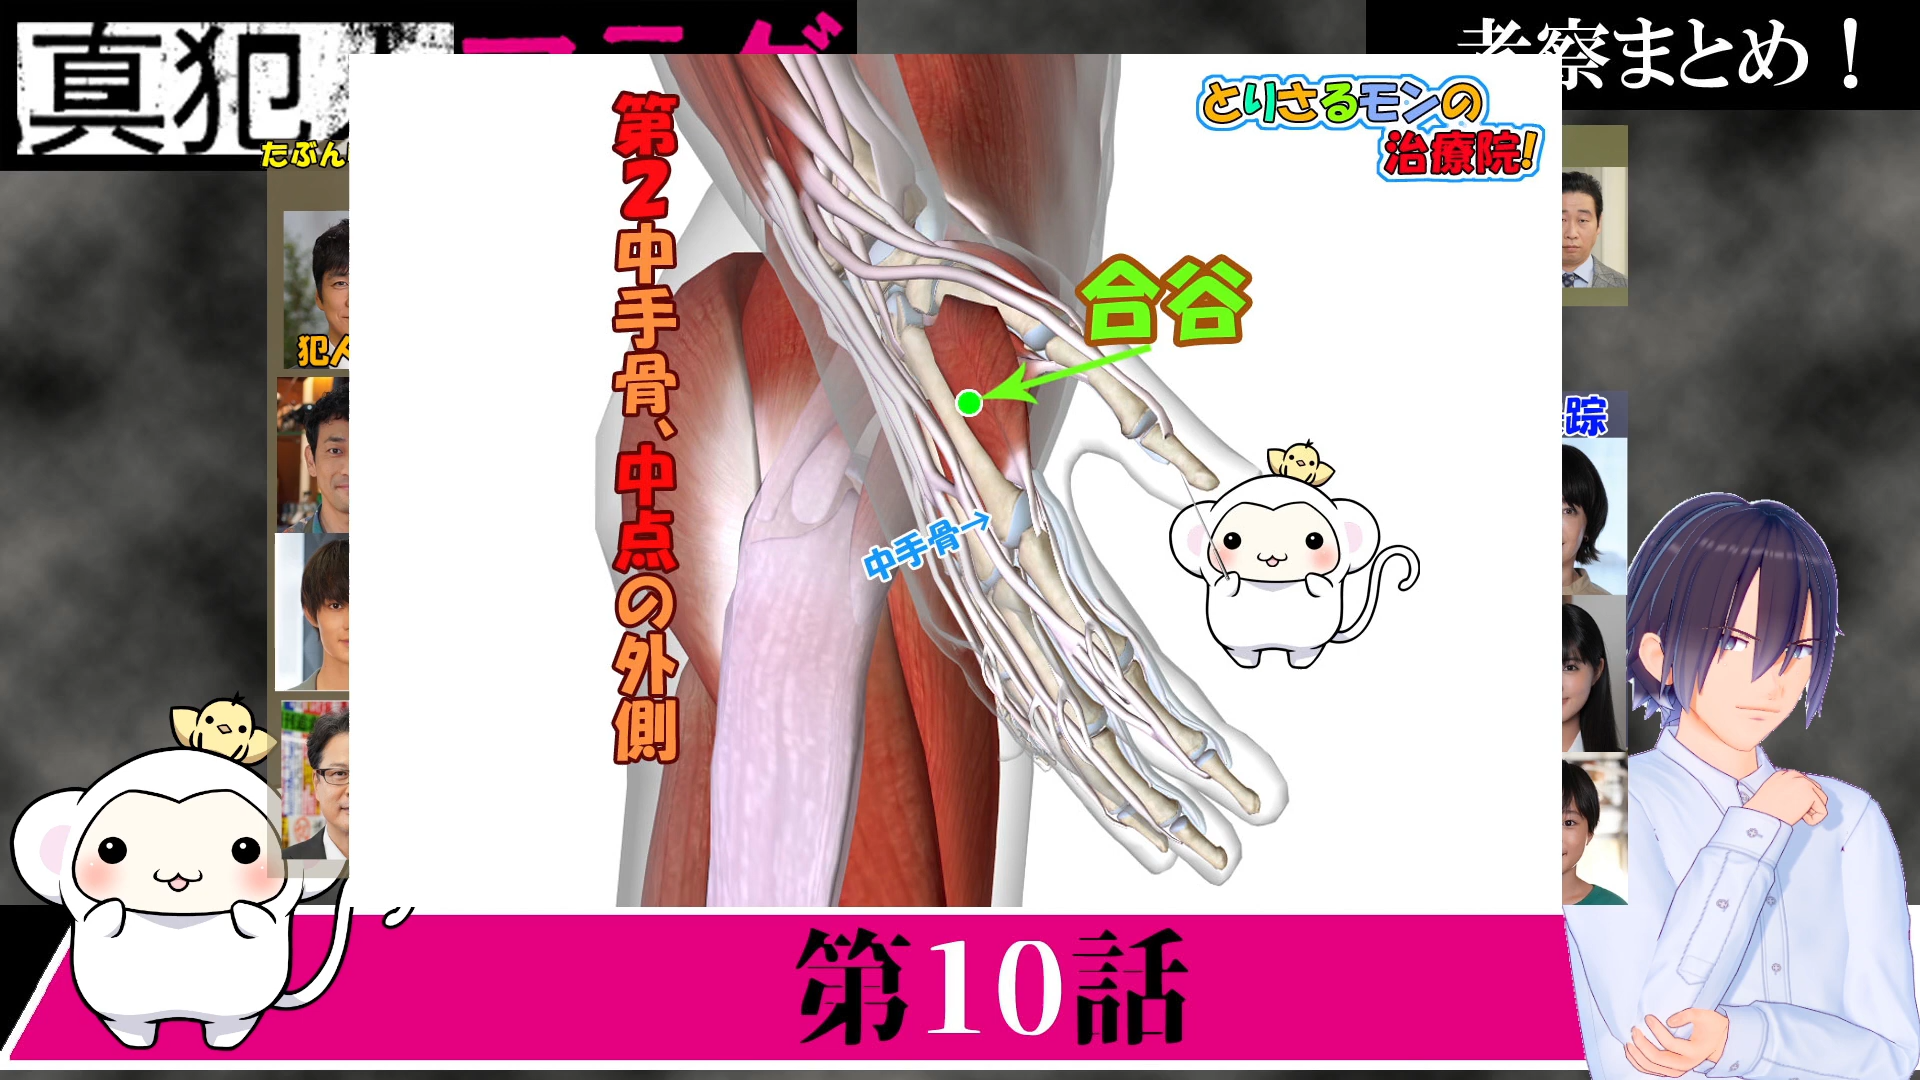 真犯人
考察まとめ！
たぶん
犯人
第2中手骨、中点の外側
とりさるモンの
治療院!
合谷
中手骨→
踪
第10話